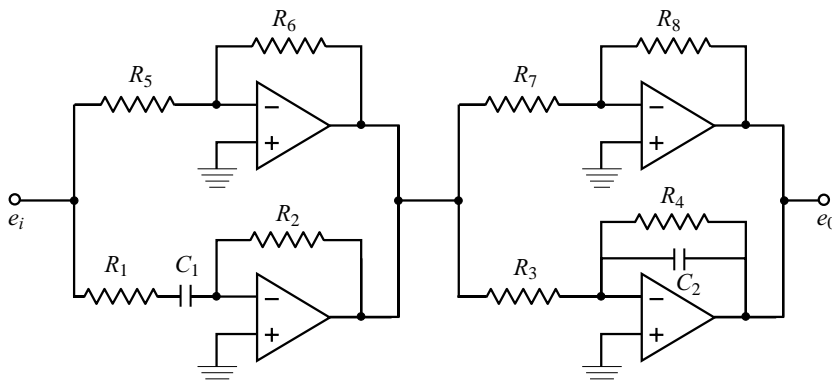 R6
R8
R5
R7
−
+
−
+
ei
e0
R2
R4
R1
C1
R3
C2
−
+
−
+